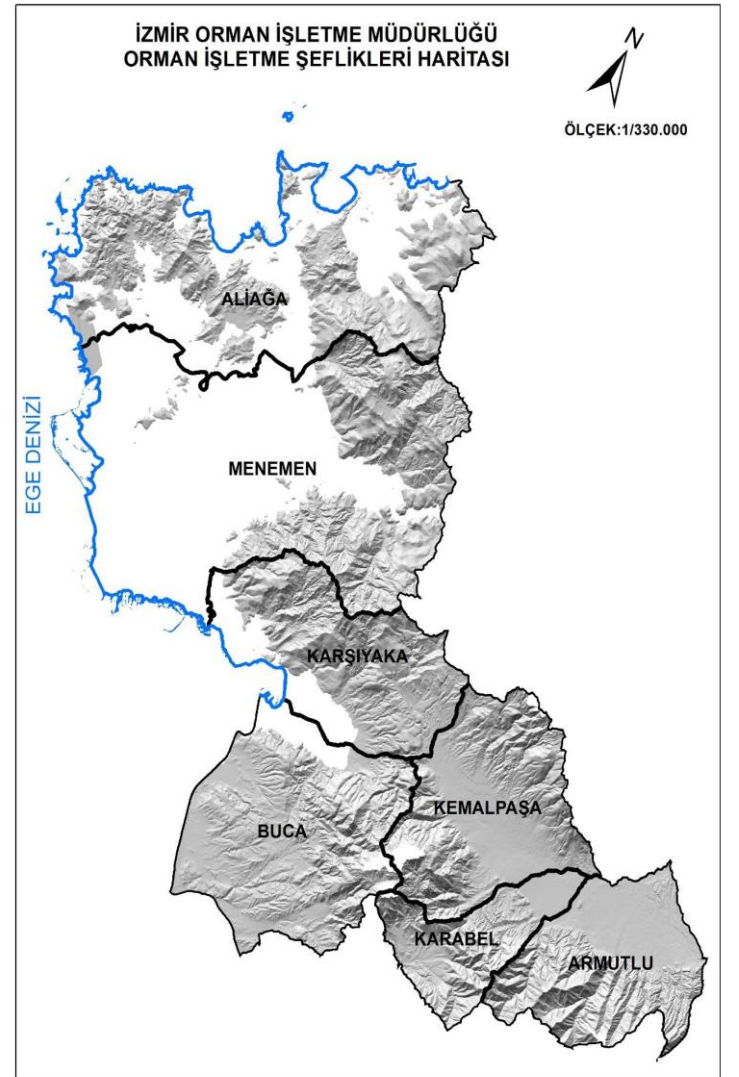 İZMİR ORMAN İŞLETME MÜDÜRLÜĞÜ
ORMAN İŞLETME ŞEFLİKLERİ HARİTASI
N
ÖLÇEK:1/330.000
ALİAĞA
EGE DENİZİ
MENEMEN
KARŞIYAKA
KEMALPAŞA
BUCA
KARABEL
ARMUTLU